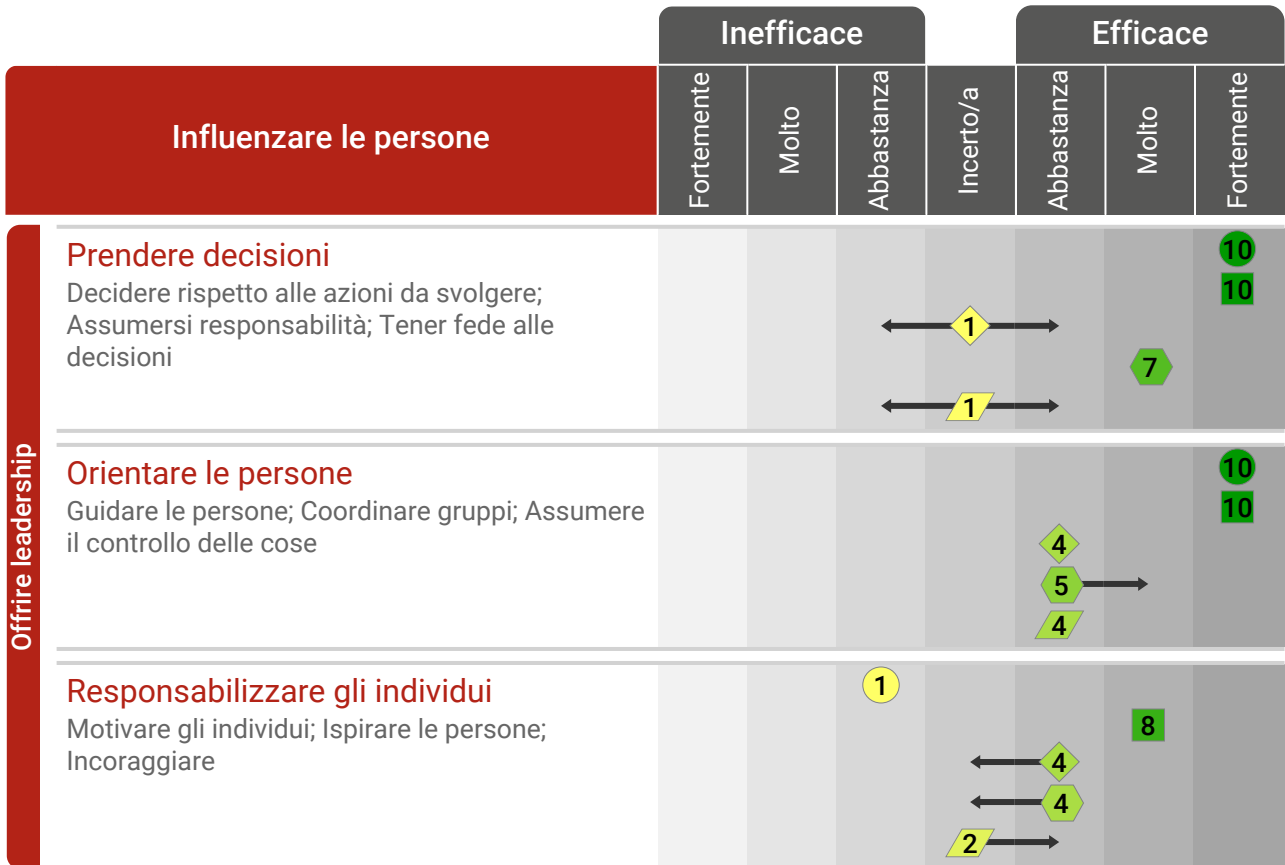 Inefficace
Efficace
Influenzare le persone
Fortemente
Molto
Abbastanza
Incerto/a
Abbastanza
Molto
Fortemente
Offrire leadership
Prendere decisioni
Decidere rispetto alle azioni da svolgere;
Assumersi responsabilità; Tener fede alle
decisioni
10
10
1
7
1
Orientare le persone
Guidare le persone; Coordinare gruppi; Assumere
il controllo delle cose
10
10
4
5
4
Responsabilizzare gli individui
Motivare gli individui; Ispirare le persone;
Incoraggiare
1
8
4
4
2